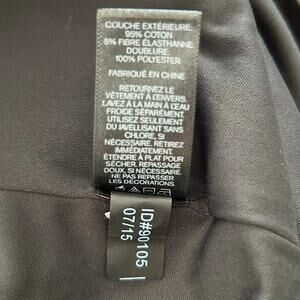 COUCHE EXTÉRIEURE:
95% COTON
5% FIBRE ÉLASTHANNE
DOUBLURE:
100% POLYESTER
FABRIQUÉ EN CHINE
RETOURNEZ LE
VÊTEMENT À L'ENVERS.
LAVEZ À LA MAIN À L'EAU
FROIDE SÉPARÉMENT.
UTILISEZ SEULEMENT
DU JAVELLISANT SANS
CHLORE, SI
NÉCESSAIRE. RETIREZ
IMMÉDIATEMENT.
ÉTENDRE À PLAT POUR
SÉCHER. REPASSAGE
DOUX, SI NÉCESSAIRE.
NE REPASSEZ PAS
LES DÉCORATIONS.
ID#90105
07/15